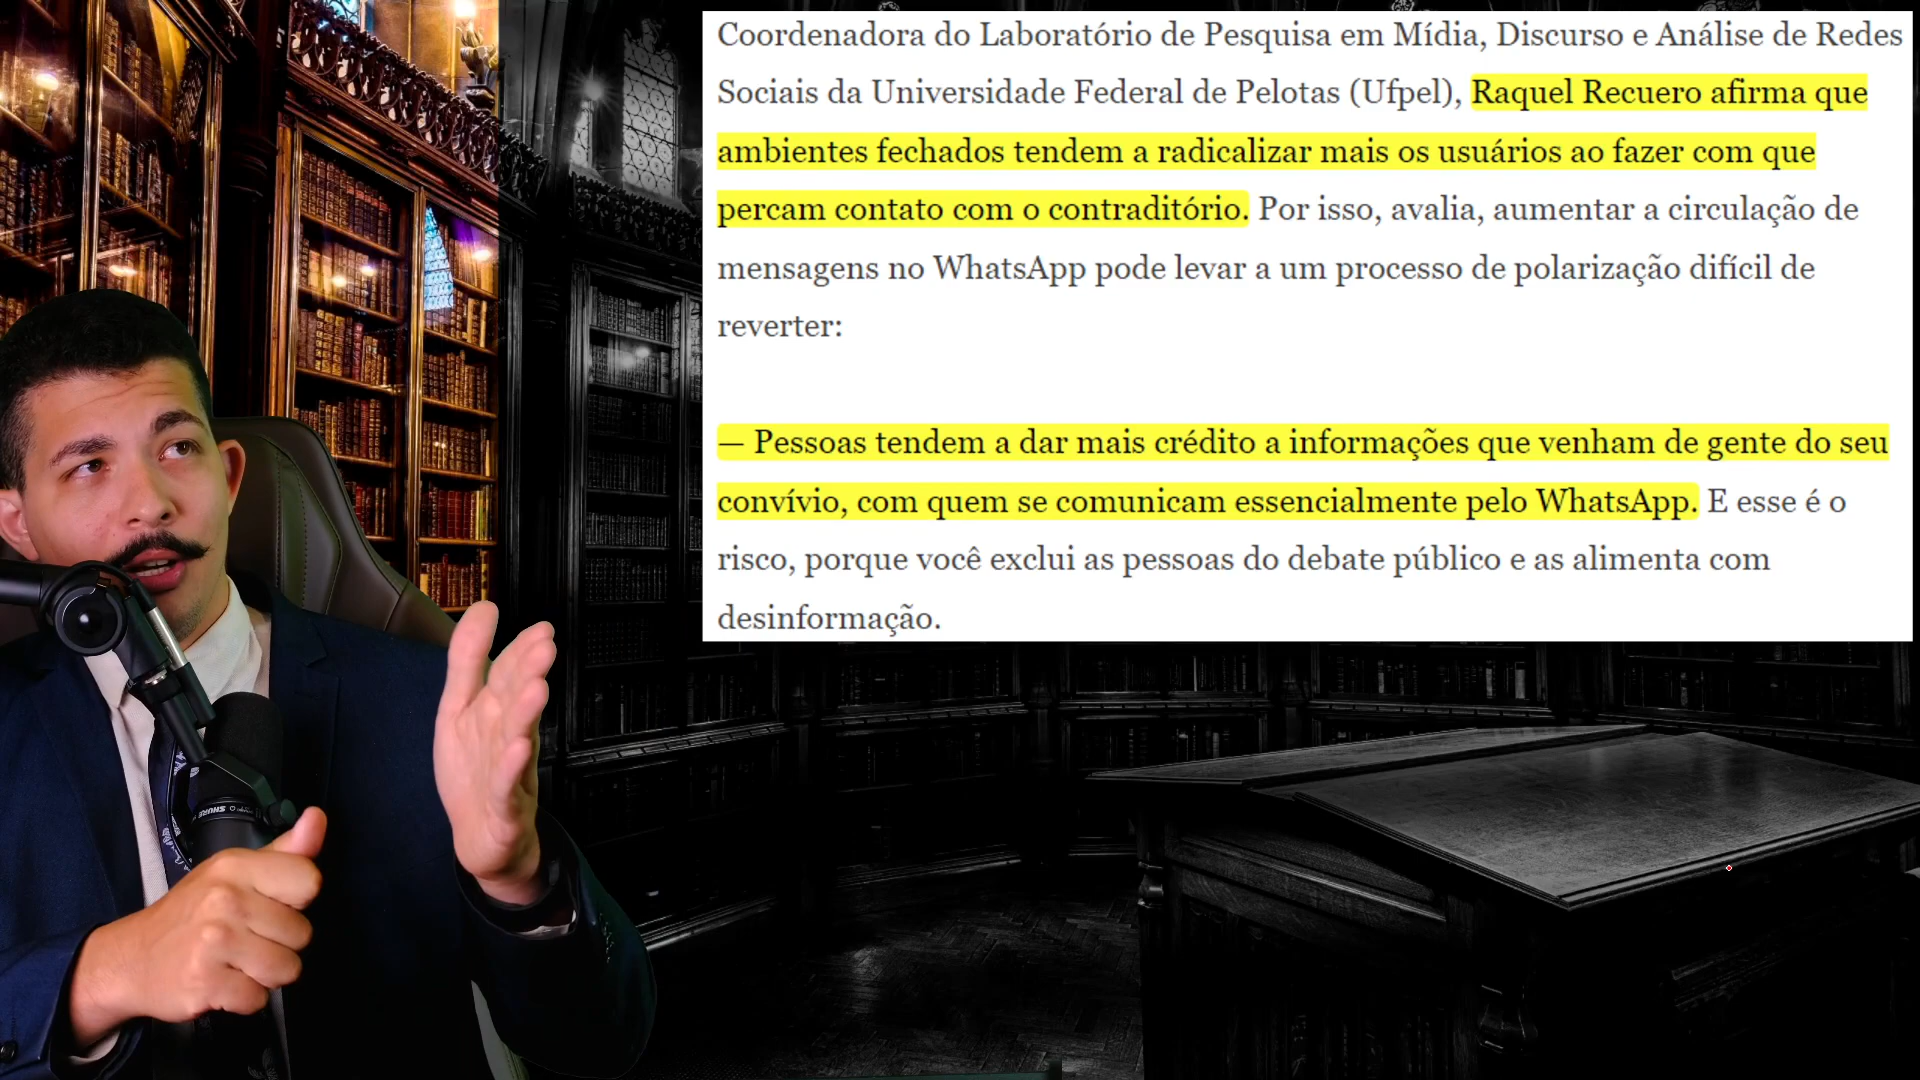 Coordenadora do Laboratório de Pesquisa em Mídia, Discurso e Análise de Redes
Sociais da Universidade Federal de Pelotas (Ufpel), Raquel Recuero afirma que
ambientes fechados tendem a radicalizar mais os usuários ao fazer com que
percam contato com o contraditório. Por isso, avalia, aumentar a circulação de
mensagens no WhatsApp pode levar a um processo de polarização difícil de
reverter:
— Pessoas tendem a dar mais crédito a informações que venham de gente do seu
convívio, com quem se comunicam essencialmente pelo WhatsApp. E esse é o
risco, porque você exclui as pessoas do debate público e as alimenta com
desinformação.
SHURE